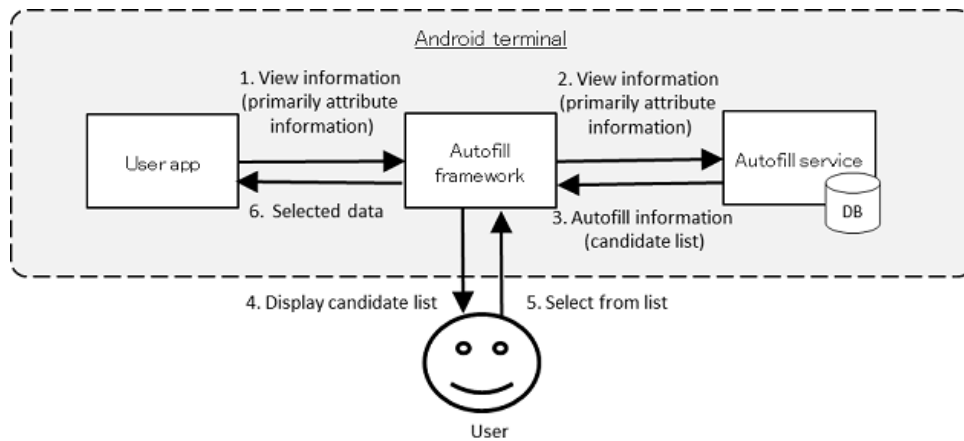 Android terminal
1. View information
(primarily attribute
information)
2. View information
(primarily attribute
information)
User app
Autofill
framework
Autofill service
DB
6. Selected data
3. Autofill information
(candidate list)
4. Display candidate list
5. Select from list
User